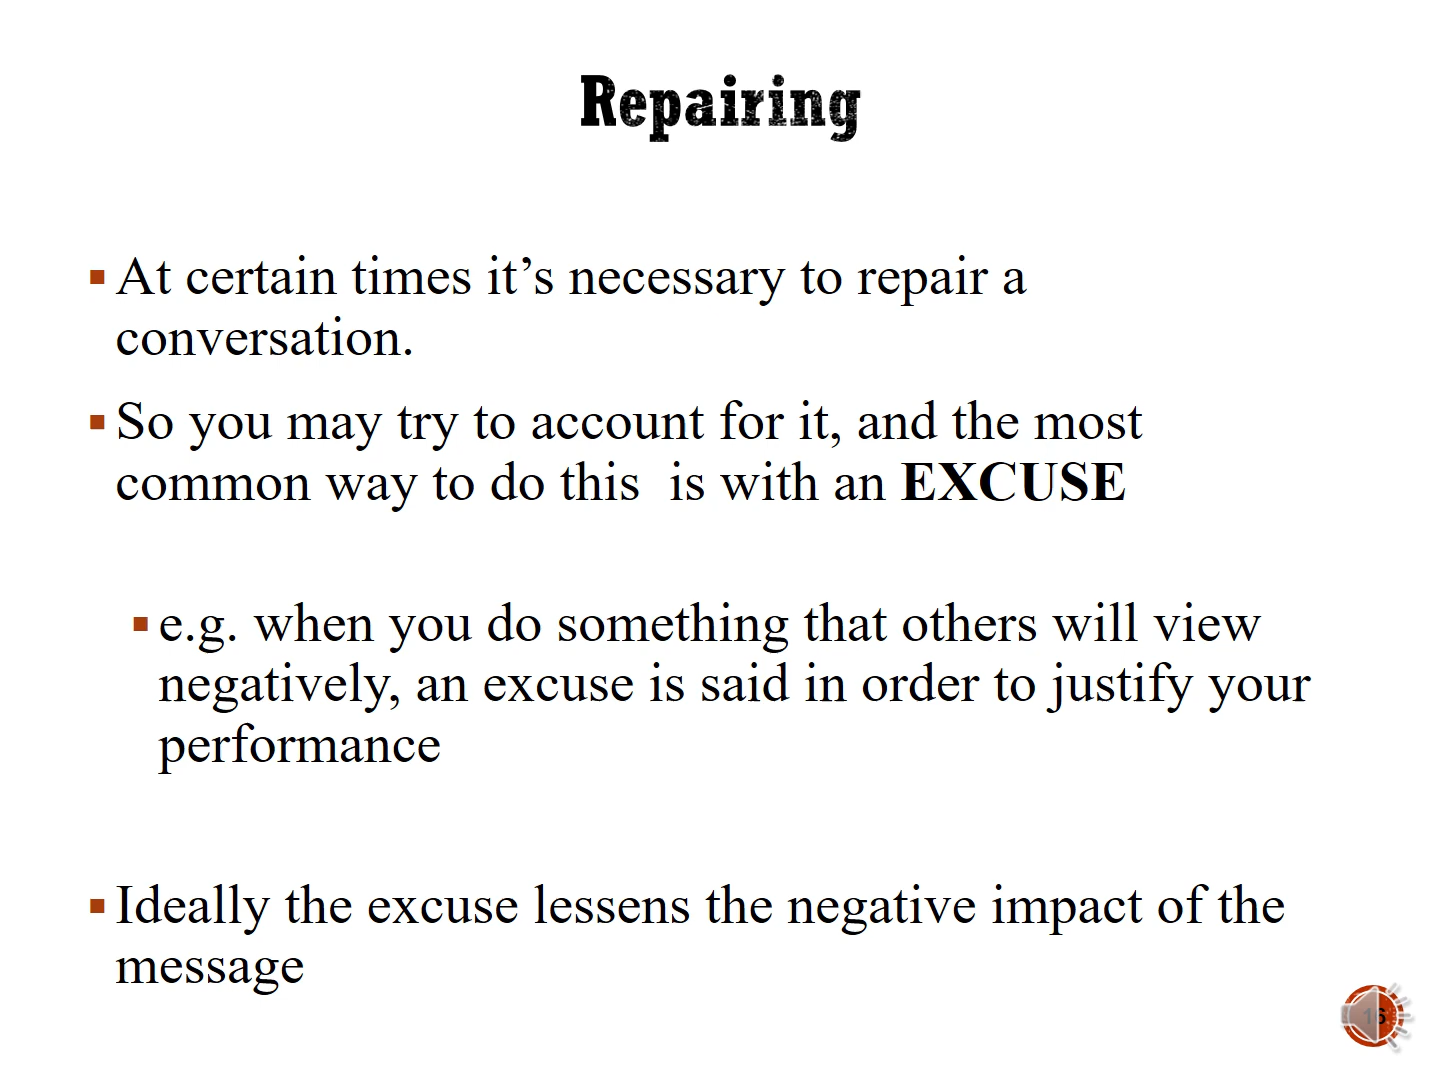 Repairing
At certain times it’s necessary to repair a
conversation.
So you may try to account for it, and the most
common way to do this  is with an EXCUSE
e.g. when you do something that others will view
negatively, an excuse is said in order to justify your
performance
Ideally the excuse lessens the negative impact of the
message
16